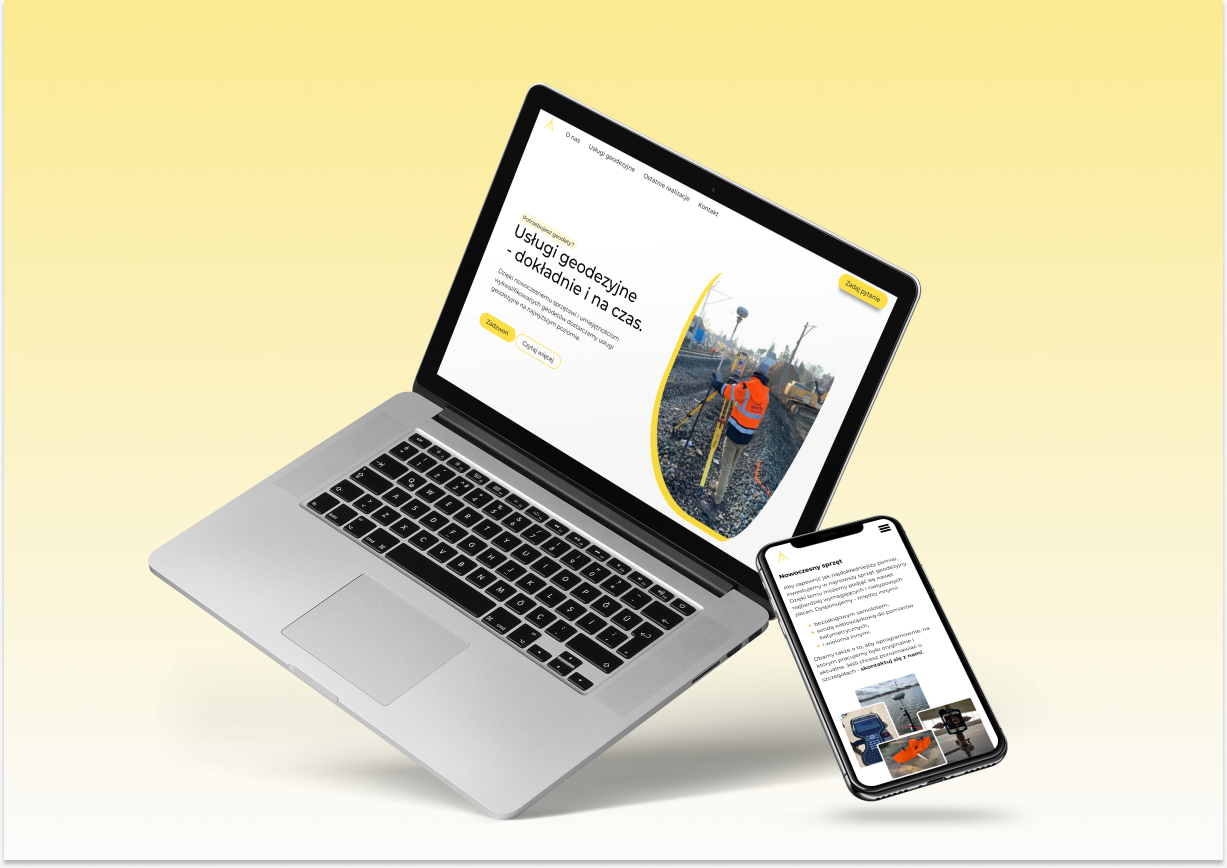 O nas
Usługi geodezyjne
Ostatnie realizacje
Kontakt
Zadaj pytanie
potrzebujesz geodety?
Usługi geodezyjne
- dokładnie i na czas.
Dzięki nowoczesnemu sprzętowi i umiejętnościom
wykwalifikowanych geodetów dostarczamy usługi
geodezyjne na najwyższym poziomie.
Zadzwoń
Czytaj więcej
Nowoczesny sprzęt
Aby zapewnić jak najdokładniejszy pomiar,
inwestujemy w najnowszy sprzęt geodezyjny.
Dzięki temu możemy podjąć się nawet
najbardziej wymagających i nietypowych
zleceń. Dysponujemy - między innymi:
bezzałogowym samolotem,
sondą wielowiązkową do pomiarów
batymetrycznych,
i wieloma innymi.
Dbamy także o to, aby oprogramownie, na
którym pracujemy było oryginalne i
aktualne. Jeśli chcesz porozmawiać o
szczegółach - skontaktuj się z nami.